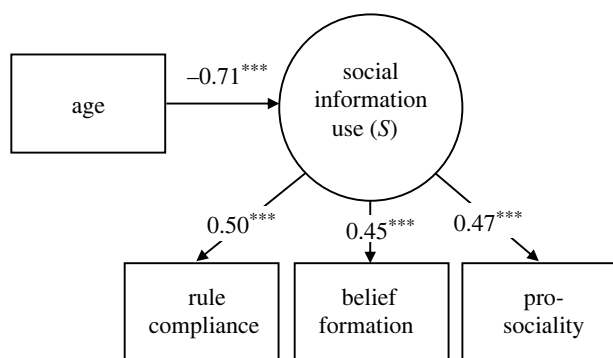 age
–0.71***
social
information
use (S)
0.50***
0.45***
0.47***
rule
compliance
belief
formation
pro-
sociality